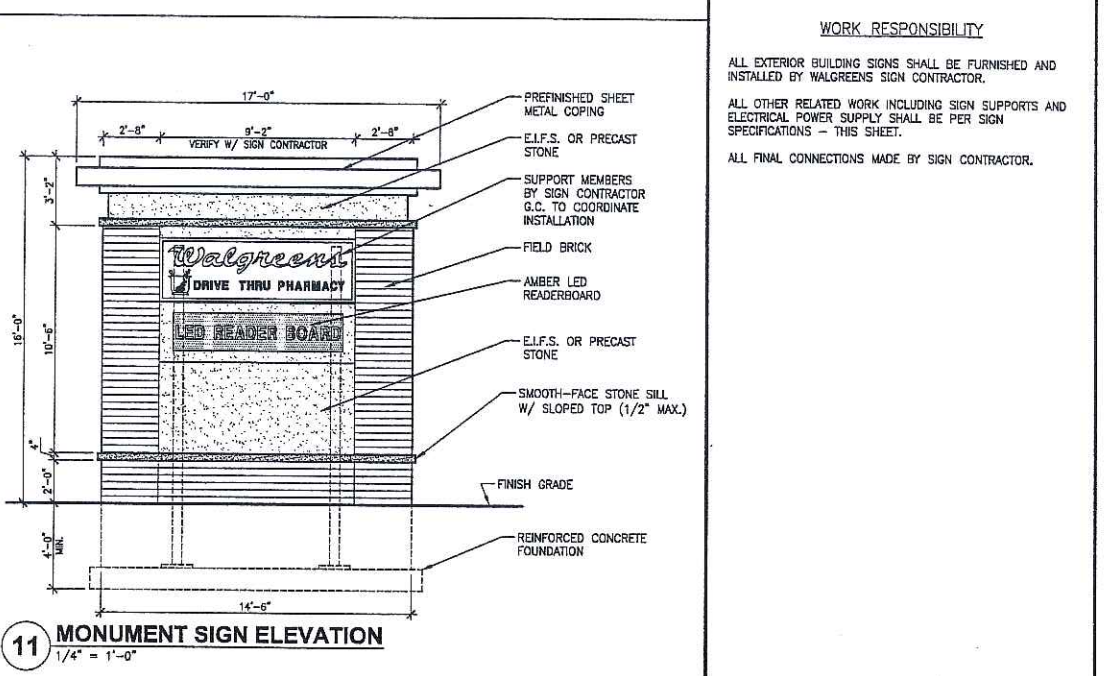 17'-0"
2'-8"
9'-2"
2'-8"
VERIFY W/ SIGN CONTRACTOR
3'-2"
16'-0"
10'-6"
4"
2'-0"
4'-0"
MIN.
14'-6"
Walgreens
DRIVE THRU PHARMACY
LED READER BOARD
PREFINISHED SHEET
METAL COPING
E.I.F.S. OR PRECAST
STONE
SUPPORT MEMBERS
BY SIGN CONTRACTOR
G.C. TO COORDINATE
INSTALLATION
FIELD BRICK
AMBER LED
READERBOARD
E.I.F.S. OR PRECAST
STONE
SMOOTH-FACE STONE SILL
W/ SLOPED TOP (1/2" MAX.)
FINISH GRADE
REINFORCED CONCRETE
FOUNDATION
11 MONUMENT SIGN ELEVATION
1/4" = 1'-0"
WORK RESPONSIBILITY
ALL EXTERIOR BUILDING SIGNS SHALL BE FURNISHED AND
INSTALLED BY WALGREENS SIGN CONTRACTOR.
ALL OTHER RELATED WORK INCLUDING SIGN SUPPORTS AND
ELECTRICAL POWER SUPPLY SHALL BE PER SIGN
SPECIFICATIONS – THIS SHEET.
ALL FINAL CONNECTIONS MADE BY SIGN CONTRACTOR.